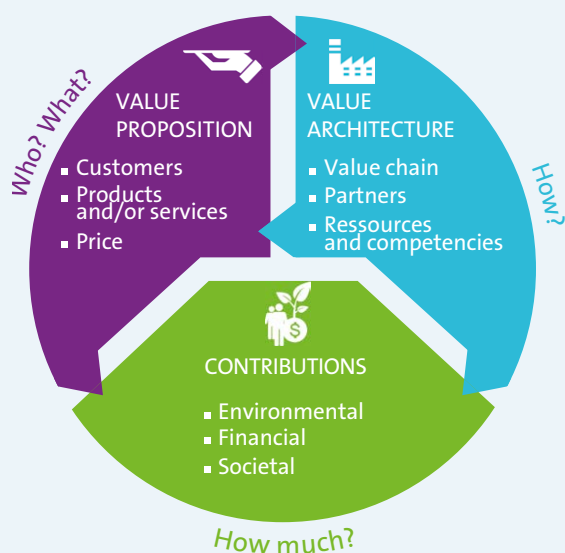 Who? What?
VALUE
PROPOSITION
Customers
Products
and/or services
Price
VALUE
ARCHITECTURE
Value chain
Partners
Ressources
and competencies
How?
$
CONTRIBUTIONS
Environmental
Financial
Societal
How much?